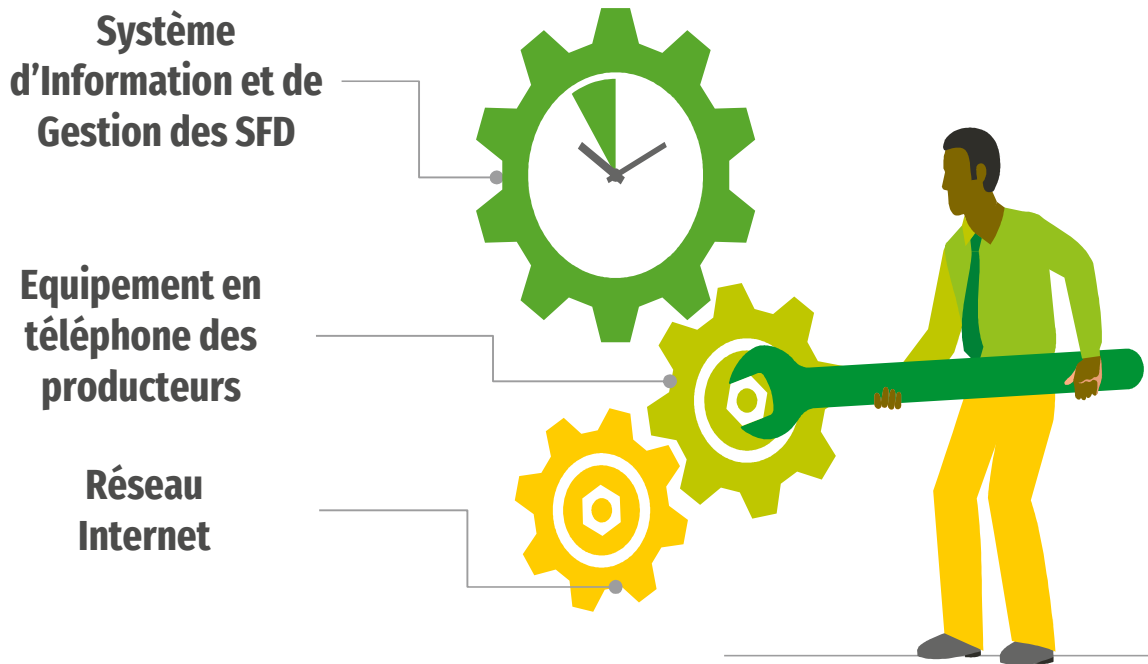 Système
d’Information et de
Gestion des SFD
Equipement en
téléphone des
producteurs
Réseau
Internet